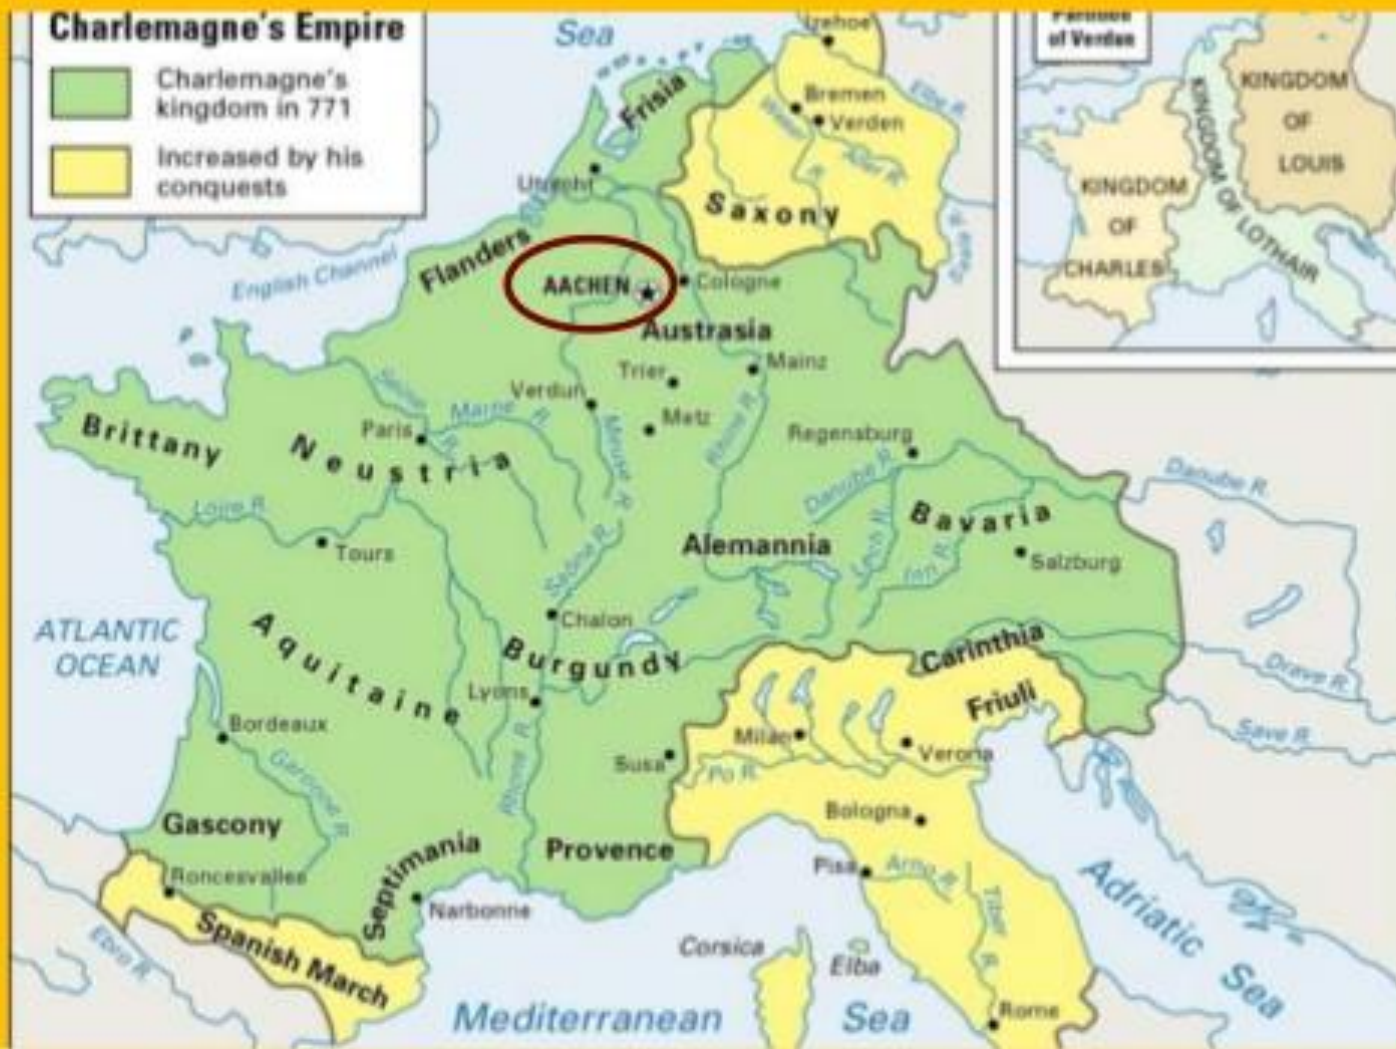 Charlemagne's Empire
Charlemagne's
kingdom in 771
Increased by his
conquests
Sea
Frisia
Bremen
Verden
Elbe R.
Weser
R.
Aller R.
Utrecht
Saxony
Saale R.
English Channel
Flanders
AACHEN
Cologne
Austrasia
Trier
Mainz
Verdun
Metz
Seine
R.
Marne R.
Paris
Meuse R.
Rhine R.
Regensburg
Danube R.
Danube R.
Brittany
Neustria
Bavaria
Loire R.
Tours
Alemannia
Lech R.
Inn R.
Salzburg
Saône R.
Chalon
ATLANTIC
OCEAN
Aquitaine
Burgundy
Carinthia
Drave R.
Lyons
Friuli
Save R.
Bordeaux
Garonne R.
Rhone R.
Susa
Milan
Verona
Po R.
Bologna
Gascony
Septimania
Provence
Pisa
Arno R.
Tiber R.
Roncesvalles
Narbonne
Spanish March
Ebro R.
Corsica
Elba
Adriatic Sea
Mediterranean Sea
Rome
Partition
of Verdun
KINGDOM
OF
CHARLES
KINGDOM OF LOTHAIR
KINGDOM
OF
LOUIS